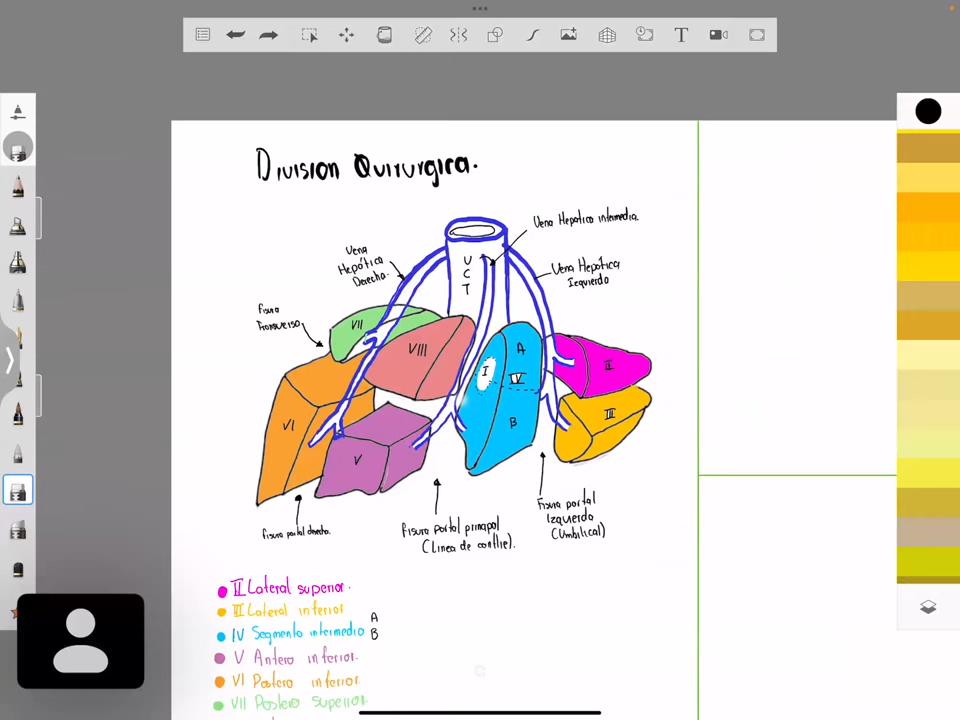 T
Division Quirurgica.
Vena Hepatica intermedia.
Vena
Hepática
Derecha.
U
C
T
Vena Hepática
Izquierda
Fisura
Transversa
VII
VIII
A
I
IV
B
II
III
VI
V
Fisura portal derecha.
Fisura portal principal
(Linea de cantlie).
Fisura portal
Izquierda
(Umbilical)
II Lateral superior.
III Lateral inferior
IV Segmento intermedio A
B
V Antero inferior.
VI Postero inferior
VII Postero superior.